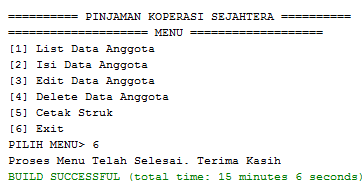 ========== PINJAMAN KOPERASI SEJAHTERA ==========
==================== MENU ===================
[1] List Data Anggota
[2] Isi Data Anggota
[3] Edit Data Anggota
[4] Delete Data Anggota
[5] Cetak Struk
[6] Exit
PILIH MENU> 6
Proses Menu Telah Selesai. Terima Kasih
BUILD SUCCESSFUL (total time: 15 minutes 6 seconds)